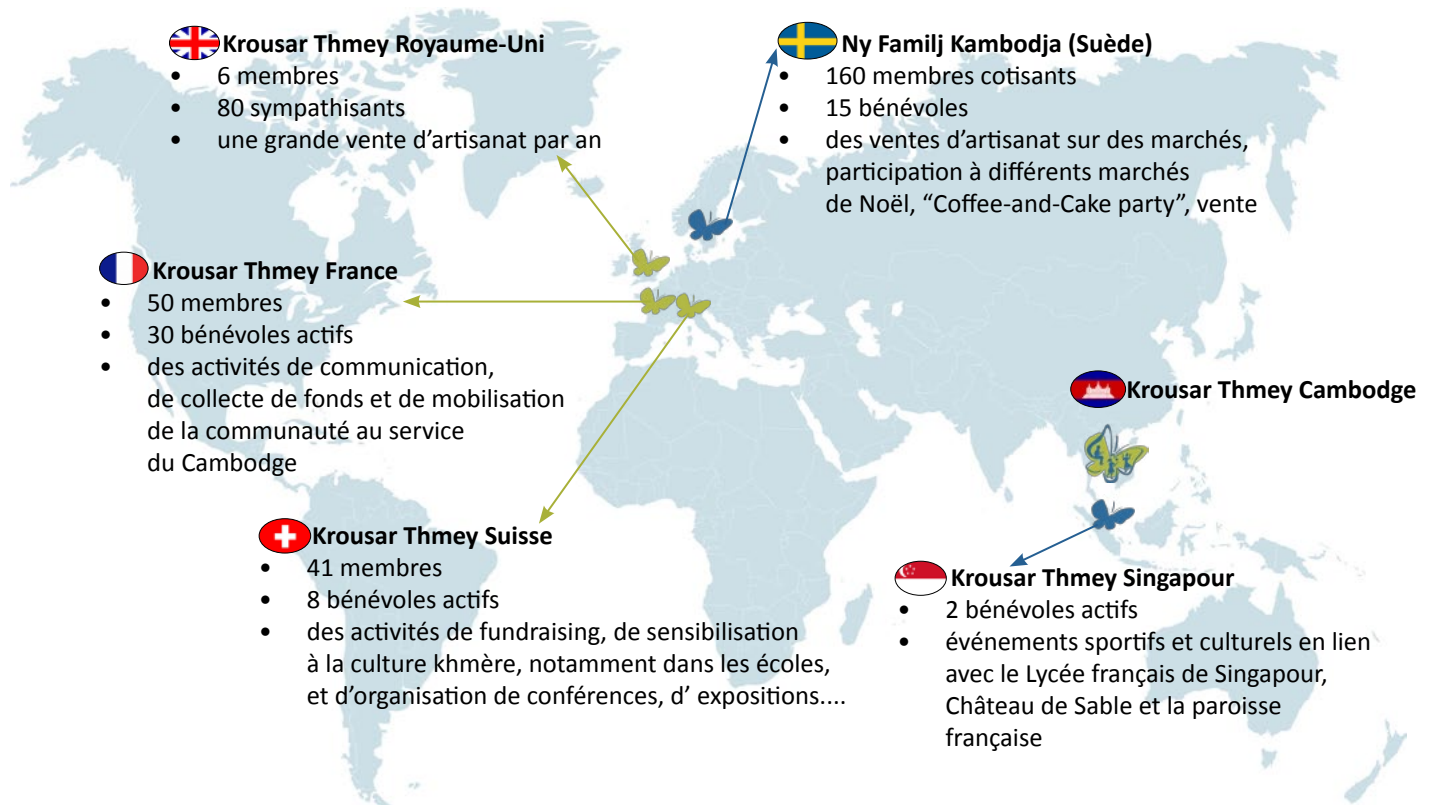 Krousar Thmey Royaume-Uni
• 6 membres
• 80 sympathisants
• une grande vente d'artisanat par an
Ny Familj Kambodja (Suède)
• 160 membres cotisants
• 15 bénévoles
• des ventes d'artisanat sur des marchés,
participation à différents marchés
de Noël, “Coffee-and-Cake party”, vente
Krousar Thmey France
• 50 membres
• 30 bénévoles actifs
• des activités de communication,
de collecte de fonds et de mobilisation
de la communauté au service
du Cambodge
Krousar Thmey Cambodge
Krousar Thmey Suisse
• 41 membres
• 8 bénévoles actifs
• des activités de fundraising, de sensibilisation
à la culture khmère, notamment dans les écoles,
et d'organisation de conférences, d' expositions....
Krousar Thmey Singapour
• 2 bénévoles actifs
• événements sportifs et culturels en lien
avec le Lycée français de Singapour,
Château de Sable et la paroisse
française